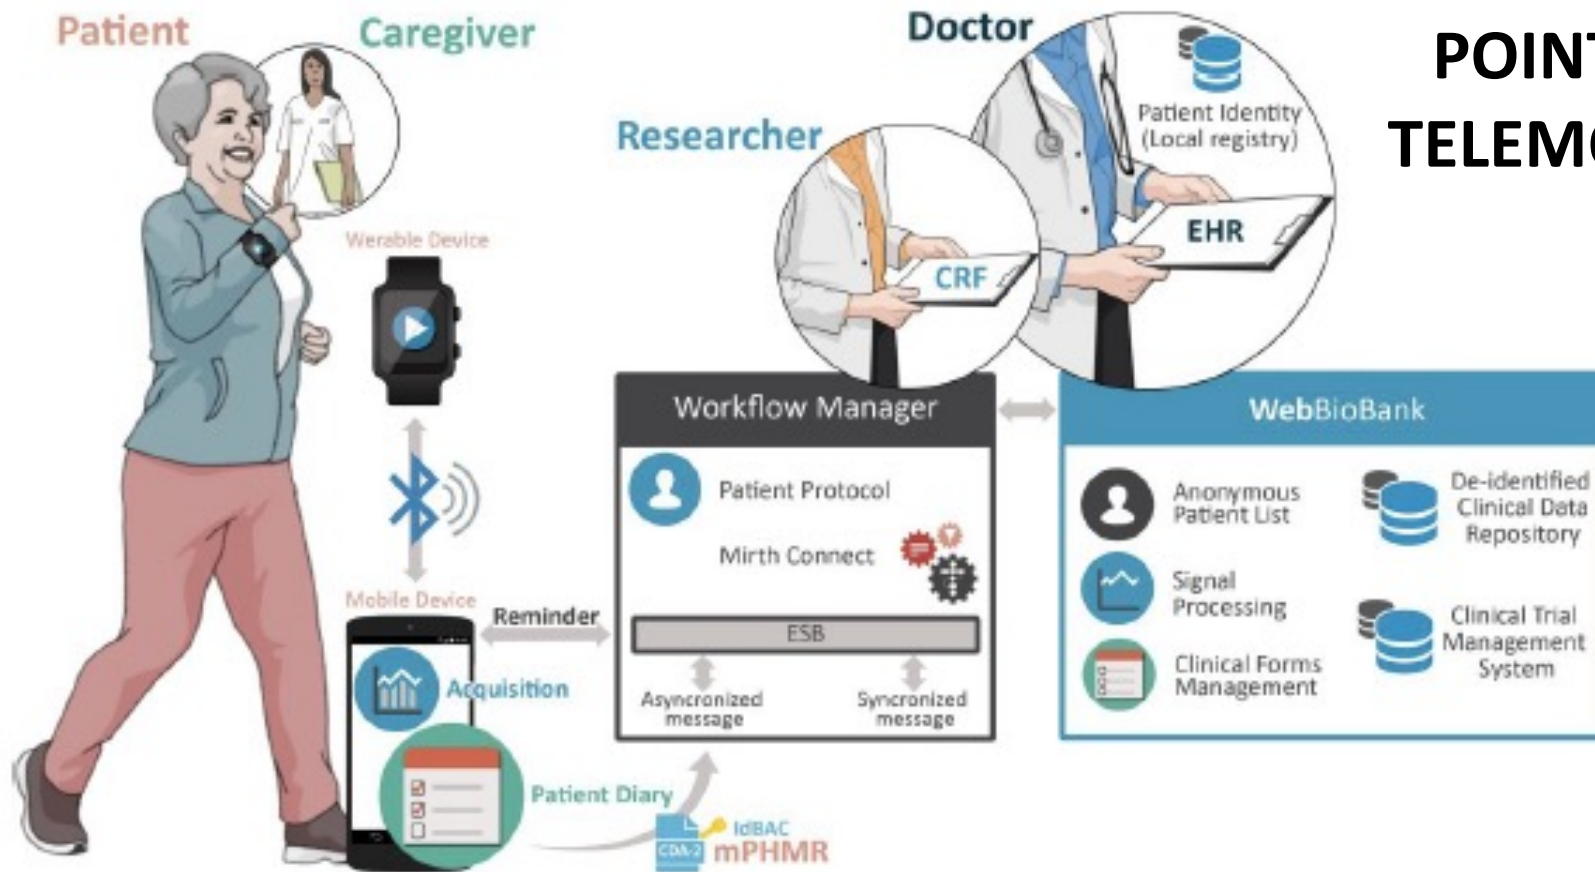 Patient
Caregiver
Doctor
POINT
TELEMO
Researcher
Patient Identity
(Local registry)
EHR
CRF
Werable Device
Workflow Manager
WebBioBank
Patient Protocol
Mirth Connect
ESB
Asyncronized
message
Syncronized
message
Anonymous
Patient List
Signal
Processing
Clinical Forms
Management
De-identified
Clinical Data
Repository
Clinical Trial
Management
System
Mobile Device
Reminder
Acquisition
Patient Diary
IdBAC
CDA-2
mPHMR